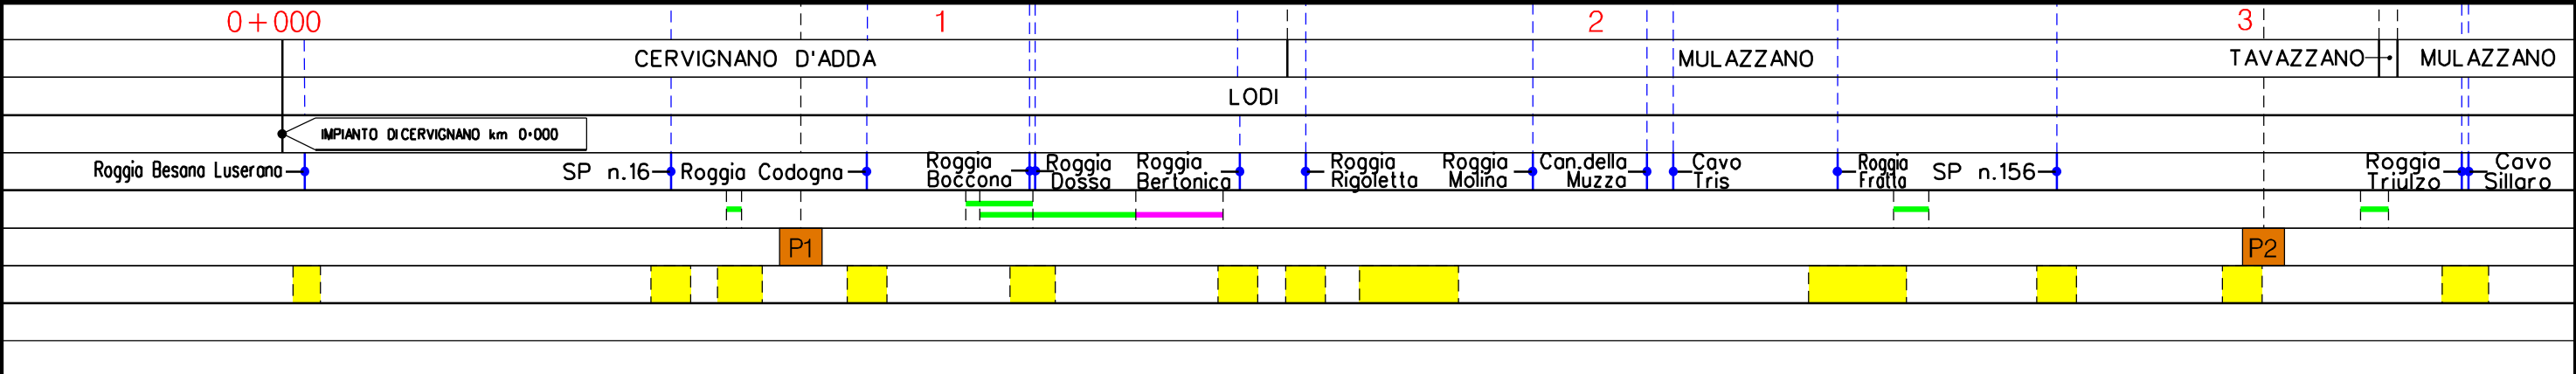 0+000 1 2 3
CERVIGNANO D'ADDA MULAZZANO TAVAZZANO MULAZZANO
LODI
IMPIANTO DI CERVIGNANO km 0+000
Roggia Besana Luserana
SP n.16
Roggia Codogna
Roggia
Boccona
Roggia
Dossa
Roggia
Bertonica
Roggia
Rigoletta
Roggia
Molina
Can.della
Muzza
Cavo
Tris
Roggia
Fratta
SP n.156
Roggia
Triulzo
Cavo
Sillaro
P1 P2